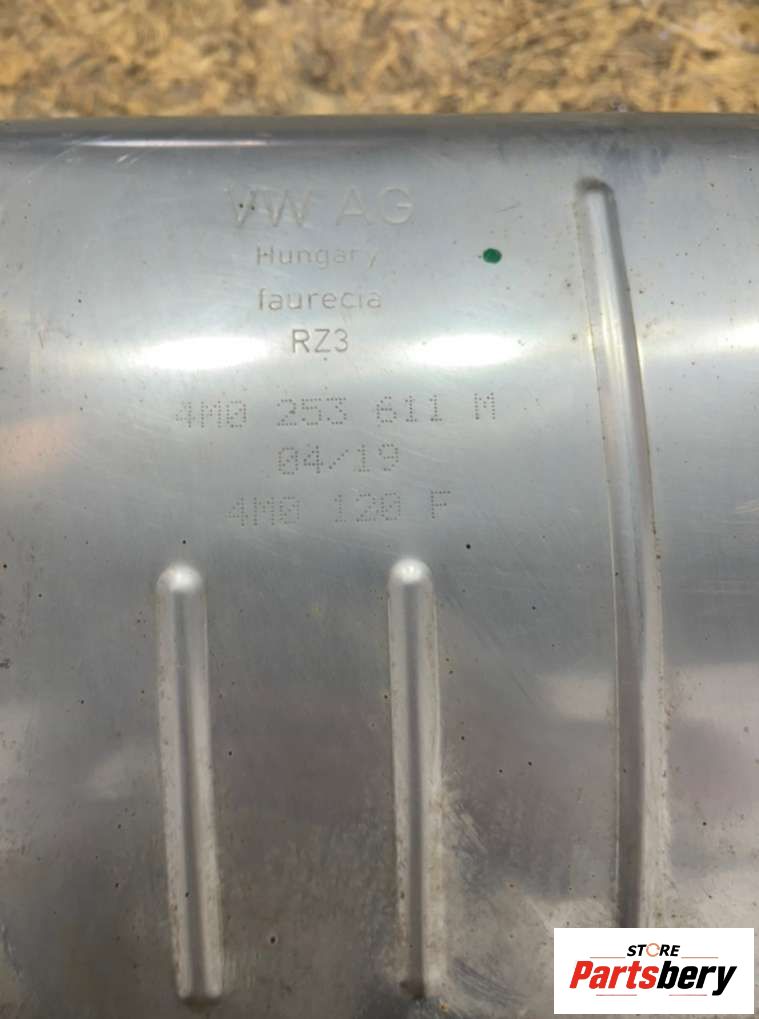 VW AG
Hungary
faurecia
RZ3
4M0 253 611 M
04/19
4M0 120 F
STORE
Partsbery